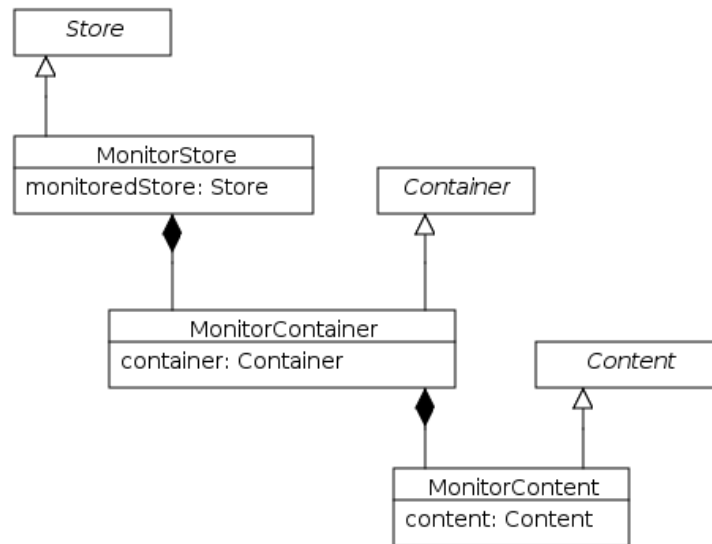 Store
MonitorStore
monitoredStore: Store
Container
MonitorContainer
container: Container
Content
MonitorContent
content: Content